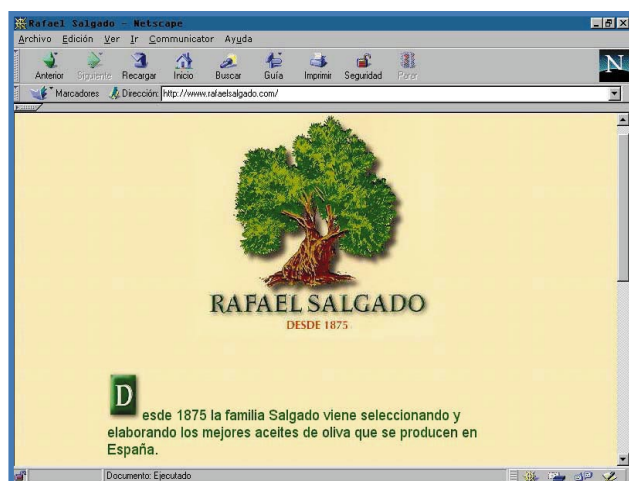 Rafael Salgado - Netscape
Archivo Edición Ver Ir Communicator Ayuda
Anterior Siguiente Recargar Inicio Buscar Guía Imprimir Seguridad Parar
N
Marcadores Dirección: http://www.rafaelsalgado.com/
RAFAEL SALGADO
DESDE 1875
Desde 1875 la familia Salgado viene seleccionando y
elaborando los mejores aceites de oliva que se producen en
España.
Documento: Ejecutado